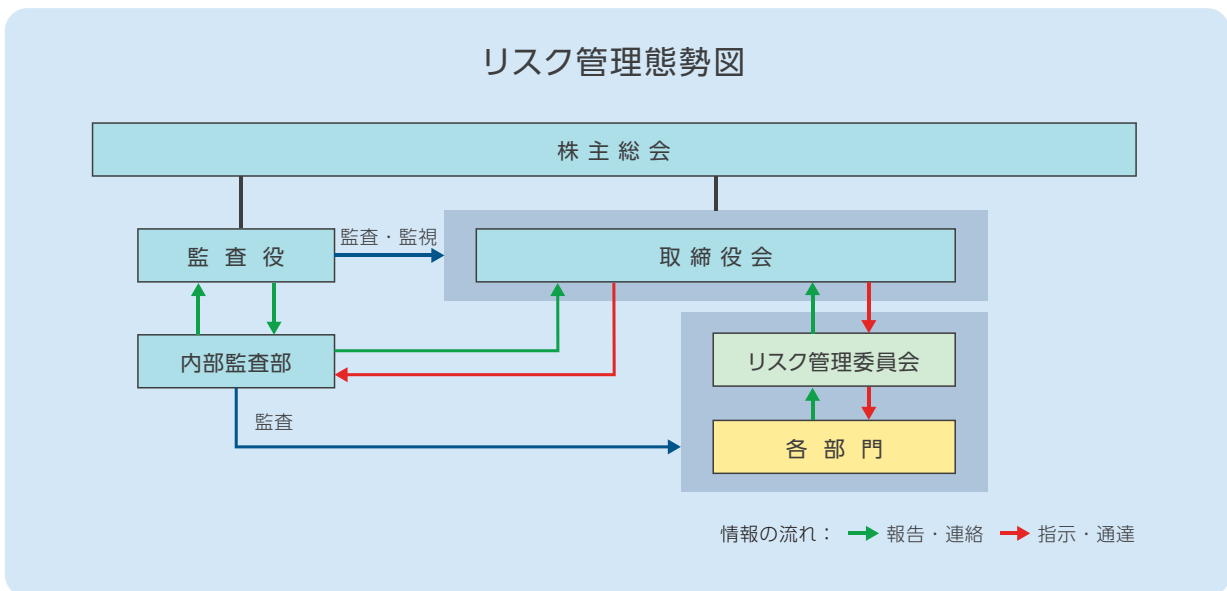 リスク管理態勢図
株主総会
監査役
監査・監視
取締役会
内部監査部
リスク管理委員会
監査
各部門
情報の流れ： 報告・連絡 指示・通達